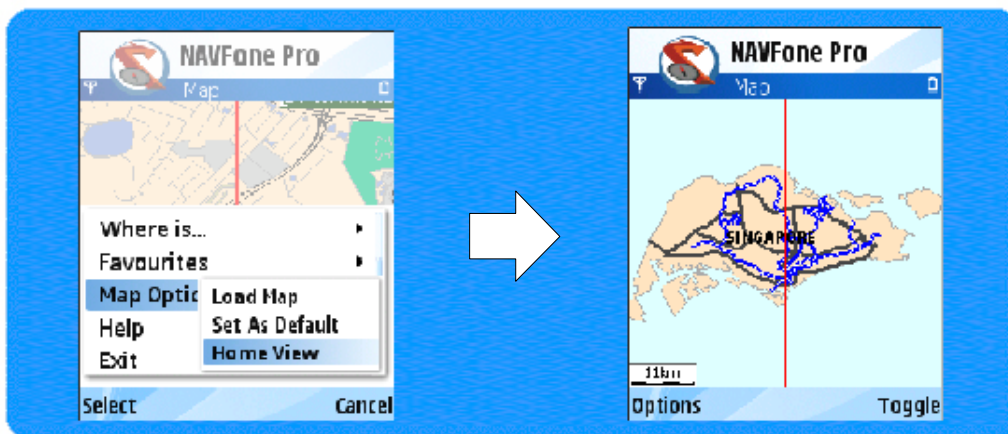 NAVFone Pro
Map
Where is...
Favourites
Map Optio
Load Map
Set As Default
Help
Home View
Exit
Select
Cancel
NAVFone Pro
Map
SINGAPORE
11km
Options
Toggle